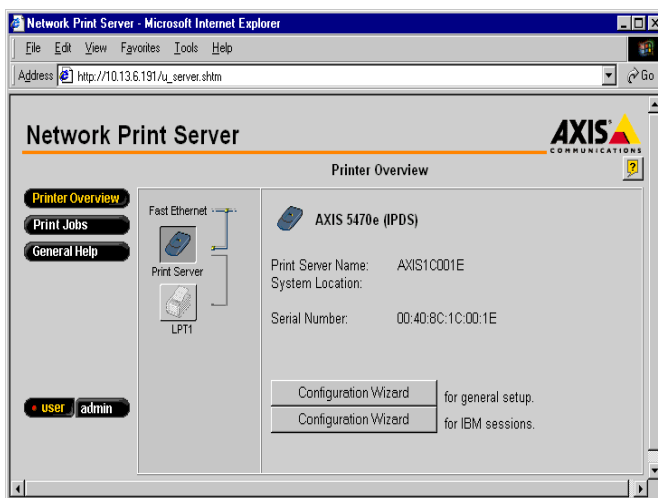 Network Print Server - Microsoft Internet Explorer
File Edit View Favorites Tools Help
Address http://10.13.6.191/u_server.shtm Go
Network Print Server
AXIS
COMMUNICATIONS
Printer Overview
Printer Overview
Print Jobs
General Help
user admin
Fast Ethernet
Print Server
LPT1
AXIS 5470e (IPDS)
Print Server Name: AXIS1C001E
System Location:
Serial Number: 00:40:8C:1C:00:1E
Configuration Wizard for general setup.
Configuration Wizard for IBM sessions.